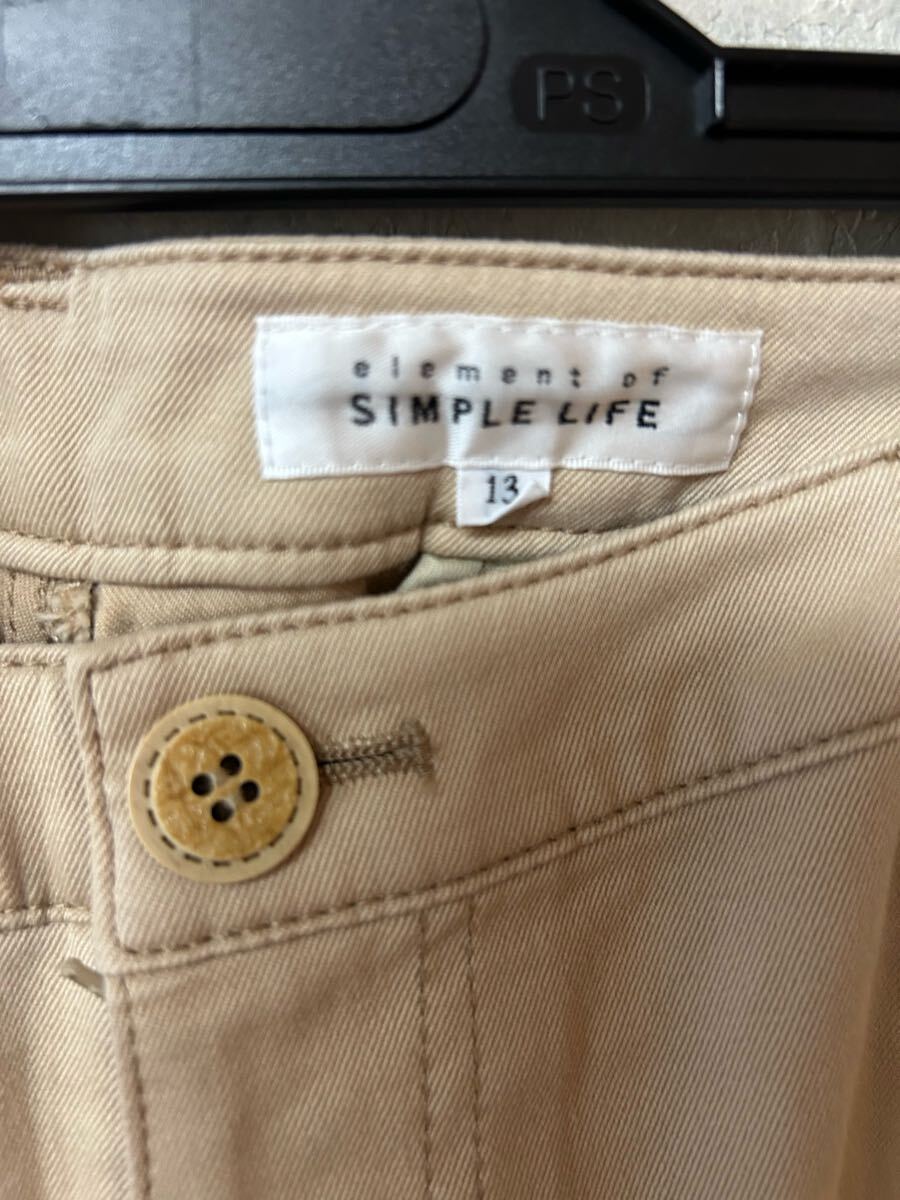 PS
element of
SIMPLE LIFE
13